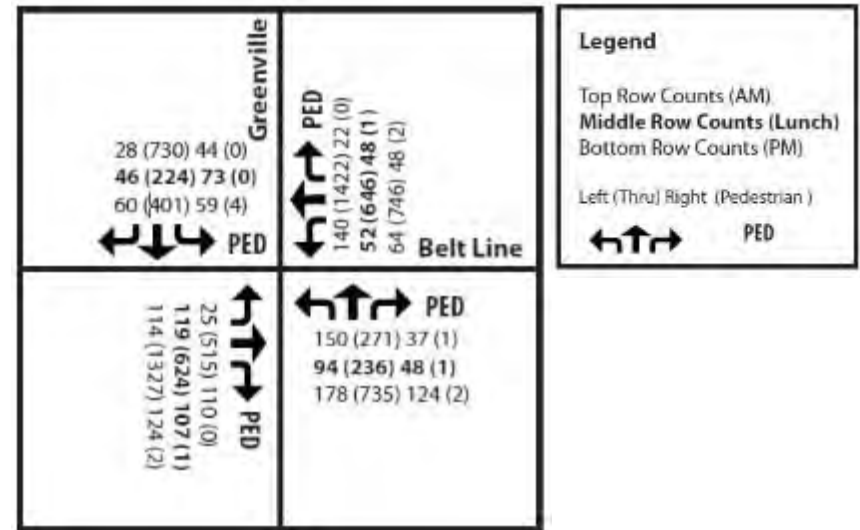 Greenville
28 (730) 44 (0)
46 (224) 73 (0)
60 (401) 59 (4)
PED
PED
140 (1422) 22 (0)
52 (646) 48 (1)
64 (746) 48 (2)
Belt Line
25 (515) 110 (0)
119 (624) 107 (1)
114 (1327) 124 (2)
PED
PED
150 (271) 37 (1)
94 (236) 48 (1)
178 (735) 124 (2)
Legend
Top Row Counts (AM)
Middle Row Counts (Lunch)
Bottom Row Counts (PM)
Left (Thru) Right (Pedestrian )
PED